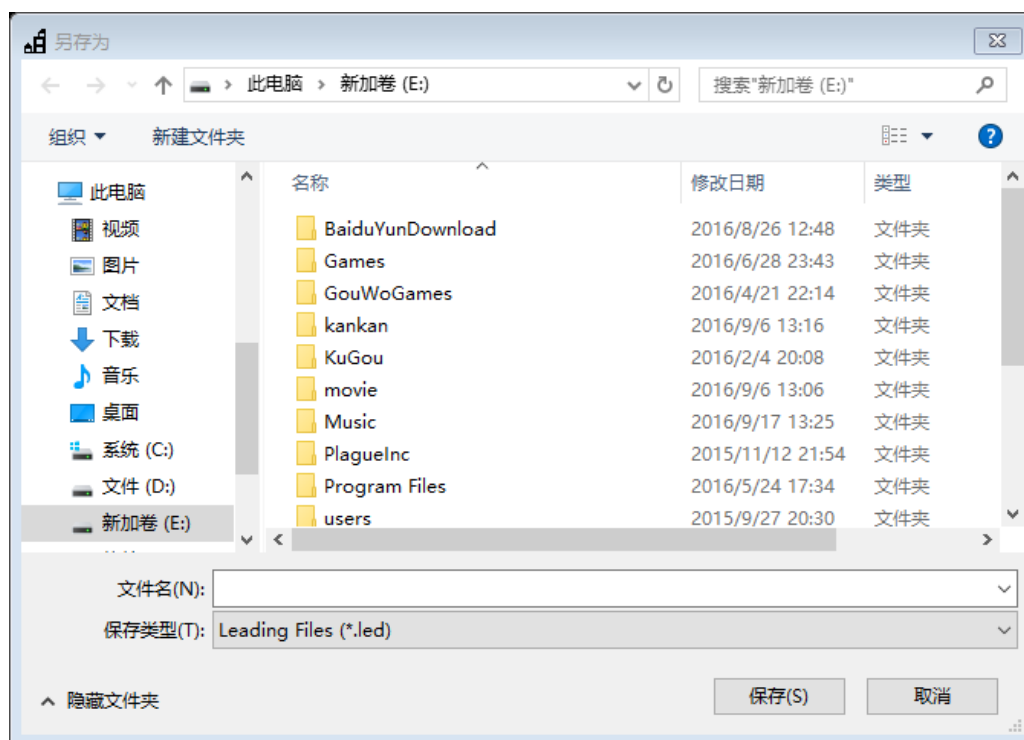 另存为
此电脑 › 新加卷 (E:)
搜索"新加卷 (E:)"
组织
新建文件夹
此电脑
视频
图片
文档
下载
音乐
桌面
系统 (C:)
文件 (D:)
新加卷 (E:)
名称 修改日期 类型
BaiduYunDownload 2016/8/26 12:48 文件夹
Games 2016/6/28 23:43 文件夹
GouWoGames 2016/4/21 22:14 文件夹
kankan 2016/9/6 13:16 文件夹
KuGou 2016/2/4 20:08 文件夹
movie 2016/9/6 13:06 文件夹
Music 2016/9/17 13:25 文件夹
PlagueInc 2015/11/12 21:54 文件夹
Program Files 2016/5/24 17:34 文件夹
users 2015/9/27 20:30 文件夹
文件名(N):
保存类型(T): Leading Files (*.led)
隐藏文件夹
保存(S)
取消